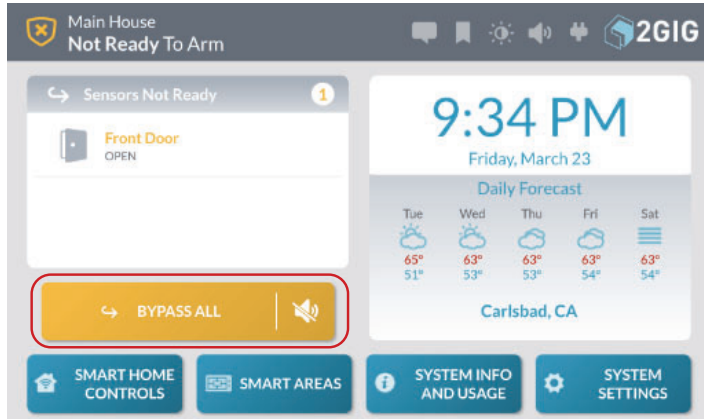 Main House
Not Ready To Arm
2GIG
Sensors Not Ready 1
Front Door
OPEN
BYPASS ALL
9:34 PM
Friday, March 23
Daily Forecast
Tue Wed Thu Fri Sat
65° 63° 63° 63° 63°
51° 53° 53° 54° 54°
Carlsbad, CA
SMART HOME
CONTROLS
SMART AREAS
SYSTEM INFO
AND USAGE
SYSTEM
SETTINGS